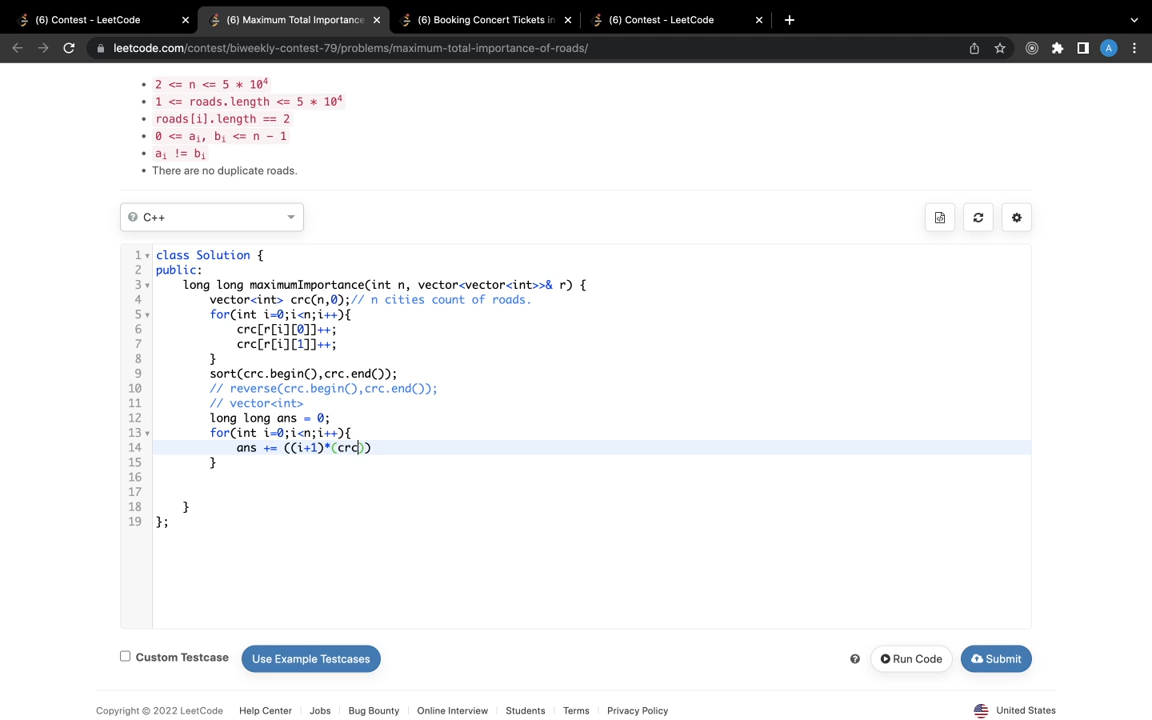 (6) Contest - LeetCode
(6) Maximum Total Importance
(6) Booking Concert Tickets in
(6) Contest - LeetCode
leetcode.com/contest/biweekly-contest-79/problems/maximum-total-importance-of-roads/
A
2 <= n <= 5 * 10⁴
1 <= roads.length <= 5 * 10⁴
roads[i].length == 2
0 <= aᵢ, bᵢ <= n - 1
aᵢ != bᵢ
There are no duplicate roads.
C++
1 class Solution {
2 public:
3 long long maximumImportance(int n, vector<vector<int>>& r) {
4 vector<int> crc(n,0);// n cities count of roads.
5 for(int i=0;i<n;i++){
6 crc[r[i][0]]++;
7 crc[r[i][1]]++;
8 }
9 sort(crc.begin(),crc.end());
10 // reverse(crc.begin(),crc.end());
11 // vector<int>
12 long long ans = 0;
13 for(int i=0;i<n;i++){
14 ans += ((i+1)*(crc))
15 }
16
17
18 }
19 };
Custom Testcase
Use Example Testcases
Run Code
Submit
Copyright © 2022 LeetCode Help Center | Jobs | Bug Bounty | Online Interview | Students | Terms | Privacy Policy
United States